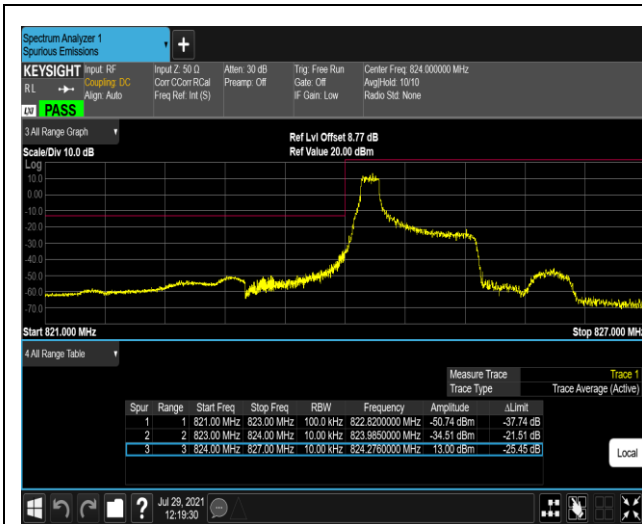 Spectrum Analyzer 1
Spurious Emissions
+
KEYSIGHT Input: RF Input Z: 50 Ω Atten: 30 dB Trig: Free Run Center Freq: 824.000000 MHz
RL Coupling: DC Corr CCorr RCal Preamp: Off Gate: Off Avg|Hold: 10/10
Align: Auto Freq Ref: Int (S) IF Gain: Low Radio Std: None
LXI PASS
3 All Range Graph
Ref Lvl Offset 8.77 dB
Scale/Div 10.0 dB Ref Value 20.00 dBm
Log
10.0
0.00
-10.0
-20.0
-30.0
-40.0
-50.0
-60.0
-70.0
Start 821.000 MHz Stop 827.000 MHz
4 All Range Table
Measure Trace Trace 1
Trace Type Trace Average (Active)
Spur Range Start Freq Stop Freq RBW Frequency Amplitude ΔLimit
1 1 821.00 MHz 823.00 MHz 100.0 kHz 822.8200000 MHz -50.74 dBm -37.74 dB
2 2 823.00 MHz 824.00 MHz 10.00 kHz 823.9850000 MHz -34.51 dBm -21.51 dB
3 3 824.00 MHz 827.00 MHz 10.00 kHz 824.2760000 MHz 13.00 dBm -25.45 dB
Local
? Jul 29, 2021
12:19:30